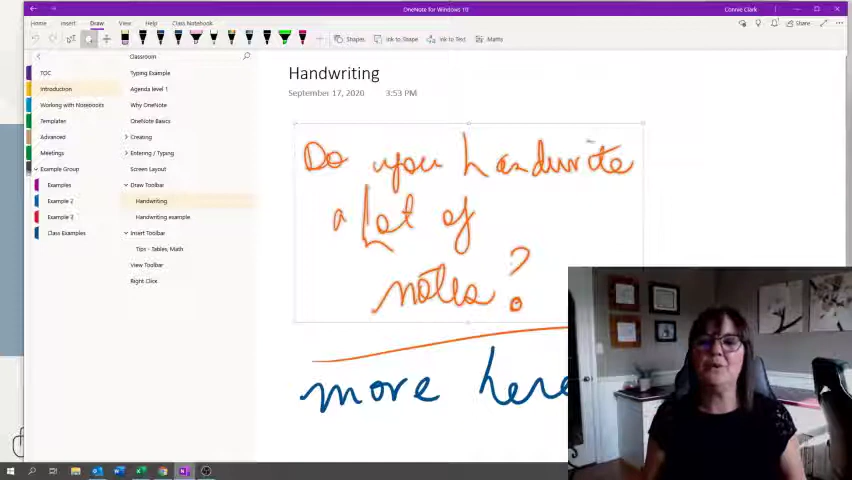 OneNote for Windows 10
Connie Clark
Home Insert Draw View Help Class Notebook
Share
Shapes Ink to Shape Ink to Text Maths
Classroom
TOC
Introduction
Working with Notebooks
Templates
Advanced
Meetings
Example Group
Examples
Example 2
Example 3
Class Examples
Typing Example
Agenda level 1
Why OneNote
OneNote Basics
Creating
Entering / Typing
Screen Layout
Draw Toolbar
Handwriting
Handwriting example
Insert Toolbar
Tips - Tables, Math
View Toolbar
Right Click
Handwriting
September 17, 2020 3:53 PM
Do you handwrite
a Lot of
notes?
more here